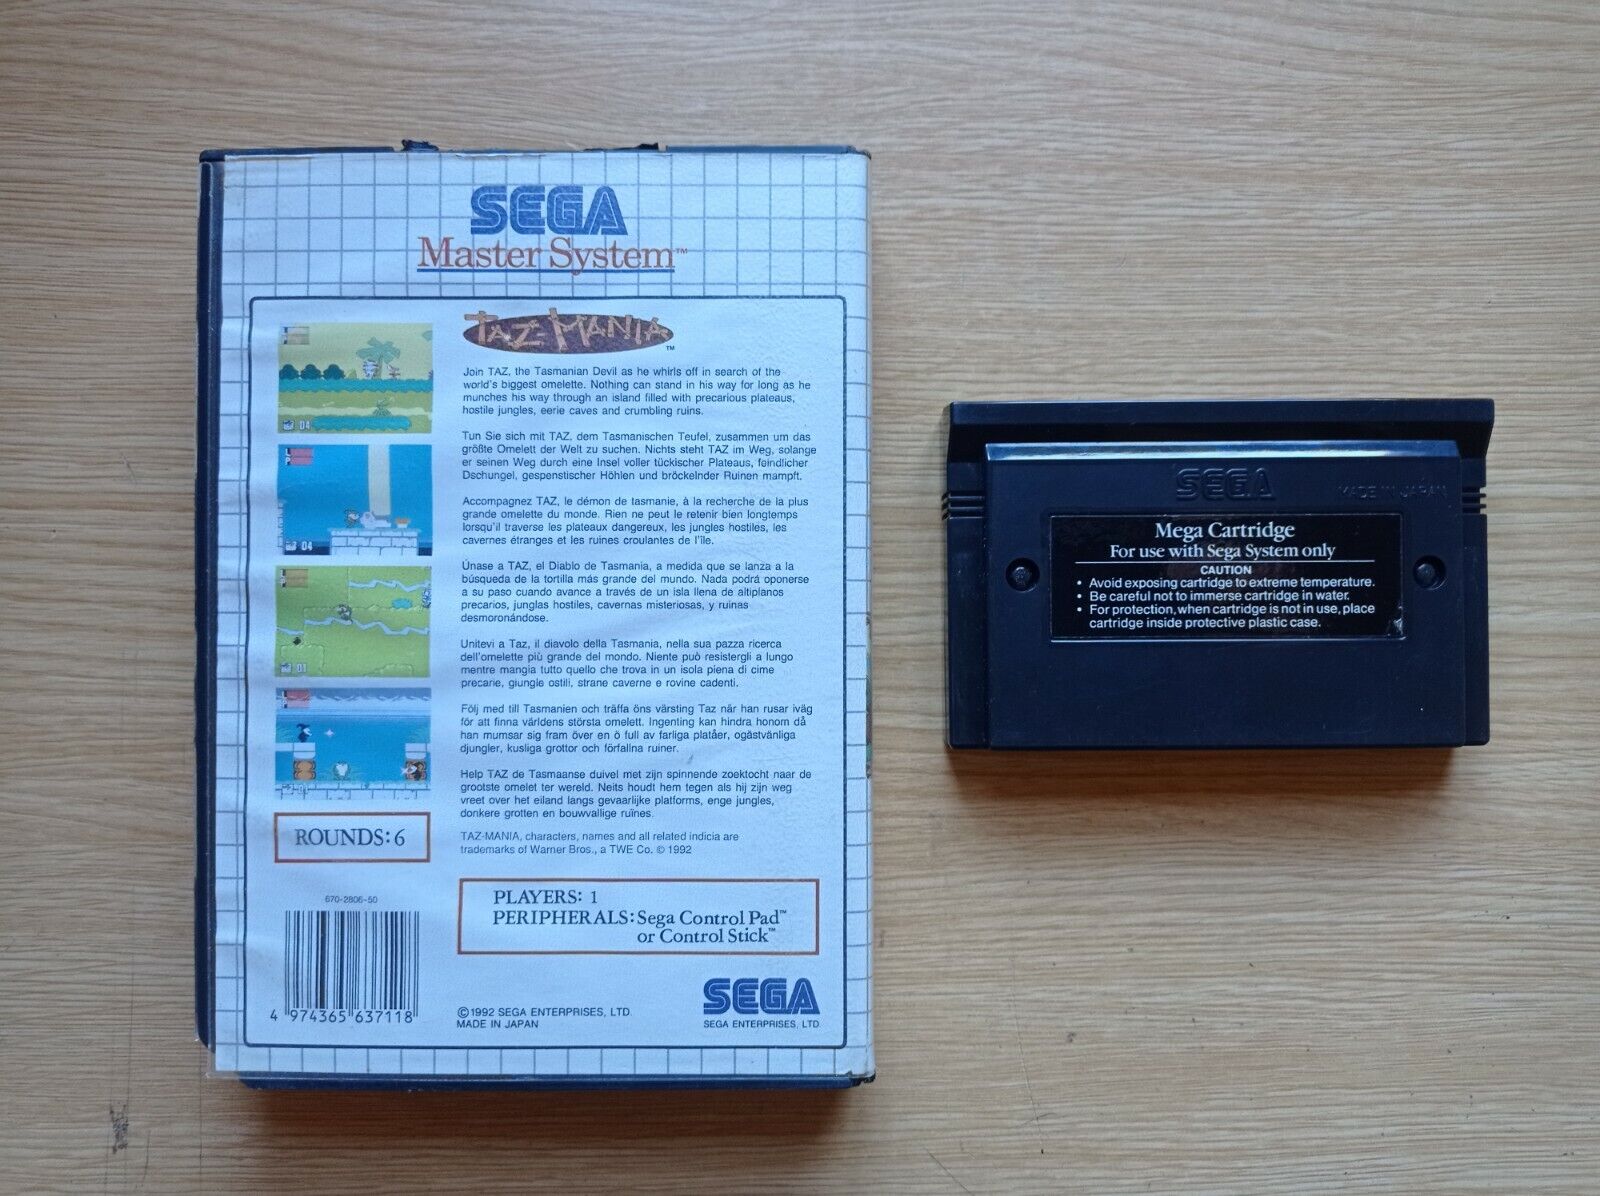 SEGA
Master System™
TAZ-MANIA™
Join TAZ, the Tasmanian Devil as he whirls off in search of the
world's biggest omelette. Nothing can stand in his way for long as he
munches his way through an island filled with precarious plateaus,
hostile jungles, eerie caves and crumbling ruins.
Tun Sie sich mit TAZ, dem Tasmanischen Teufel, zusammen um das
größte Omelett der Welt zu suchen. Nichts steht TAZ im Weg, solange
er seinen Weg durch eine Insel voller tückischer Plateaus, feindlicher
Dschungel, gespenstischer Höhlen und bröckelnder Ruinen mampft.
Accompagnez TAZ, le démon de tasmanie, à la recherche de la plus
grande omelette du monde. Rien ne peut le retenir bien longtemps
lorsqu'il traverse les plateaux dangereux, les jungles hostiles, les
cavernes étranges et les ruines croulantes de l'île.
Únase a TAZ, el Diablo de Tasmania, a medida que se lanza a la
búsqueda de la tortilla más grande del mundo. Nada podrá oponerse
a su paso cuando avance a través de un isla llena de altiplanos
precarios, junglas hostiles, cavernas misteriosas, y ruinas
desmoronándose.
Unitevi a Taz, il diavolo della Tasmania, nella sua pazza ricerca
dell'omelette più grande del mondo. Niente può resistergli a lungo
mentre mangia tutto quello che trova in un isola piena di cime
precarie, giungle ostili, strane caverne e rovine cadenti.
Följ med till Tasmanien och träffa öns värsting Taz när han rusar iväg
för att finna världens största omelett. Ingenting kan hindra honom då
han mumsar sig fram över en ö full av farliga platåer, ogästvänliga
djungler, kusliga grottor och förfallna ruiner.
Help TAZ de Tasmaanse duivel met zijn spinnende zoektocht naar de
grootste omelet ter wereld. Neits houdt hem tegen als hij zijn weg
vreet over het eiland langs gevaarlijke platforms, enge jungles,
donkere grotten en bouwvallige ruïnes.
TAZ-MANIA, characters, names and all related indicia are
trademarks of Warner Bros., a TWE Co. © 1992
04
04
01
ROUNDS: 6
PLAYERS: 1
PERIPHERALS: Sega Control Pad™
or Control Stick™
670-2806-50
4 974365 637118
©1992 SEGA ENTERPRISES, LTD.
MADE IN JAPAN
SEGA
SEGA ENTERPRISES, LTD
SEGA
MADE IN JAPAN
Mega Cartridge
For use with Sega System only
CAUTION
• Avoid exposing cartridge to extreme temperature.
• Be careful not to immerse cartridge in water.
• For protection, when cartridge is not in use, place
cartridge inside protective plastic case.